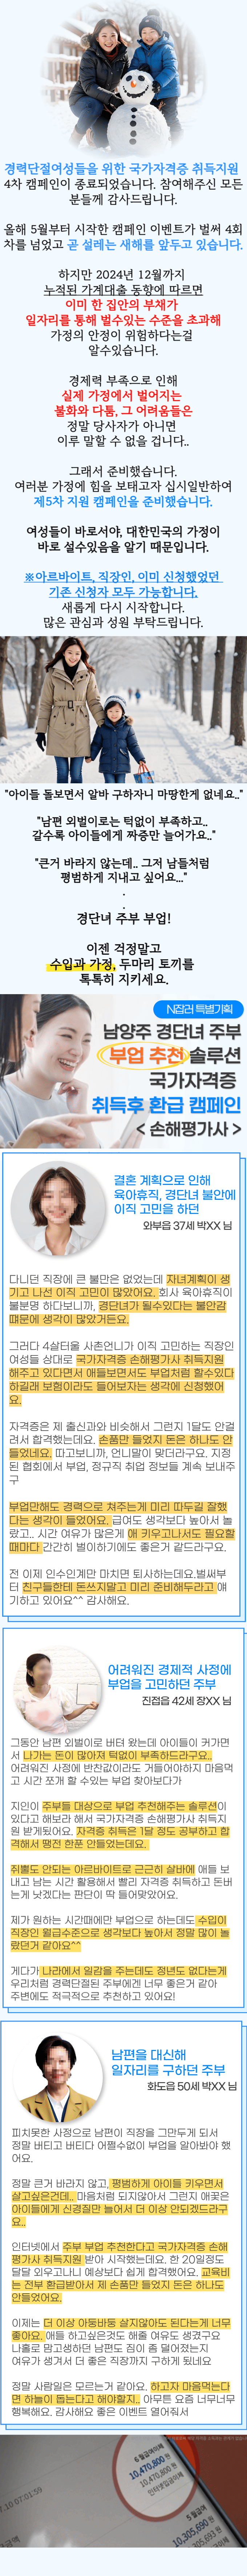 경력단절여성들을 위한 국가자격증 취득지원
4차 캠페인이 종료되었습니다. 참여해주신 모든
분들께 감사드립니다.
올해 5월부터 시작한 캠페인 이벤트가 벌써 4회
차를 넘었고 곧 설레는 새해를 앞두고 있습니다.
하지만 2024년 12월까지
누적된 가계대출 동향에 따르면
이미 한 집안의 부채가
일자리를 통해 벌수있는 수준을 초과해
가정의 안정이 위험하다는걸
알수있습니다.
경제력 부족으로 인해
실제 가정에서 벌어지는
불화와 다툼, 그 어려움들은
정말 당사자가 아니면
이루 말할 수 없을 겁니다..
그래서 준비했습니다.
여러분 가정에 힘을 보태고자 십시일반하여
제5차 지원 캠페인을 준비했습니다.
여성들이 바로서야, 대한민국의 가정이
바로 설수있음을 알기 때문입니다.
※아르바이트, 직장인, 이미 신청했었던
기존 신청자 모두 가능합니다.
새롭게 다시 시작합니다.
많은 관심과 성원 부탁드립니다.
"아이들 돌보면서 알바 구하자니 마땅한게 없네요.."
"남편 외벌이로는 턱없이 부족하고..
갈수록 아이들에게 짜증만 늘어가요.."
"큰거 바라지 않는데.. 그저 남들처럼
평범하게 지내고 싶어요..."
.
.
경단녀 주부 부업!
이젠 걱정말고
수입과 가정, 두마리 토끼를
톡톡히 지키세요.
N잡러 특별기획
남양주 경단녀 주부
부업 추천 솔루션
국가자격증
취득후 환급 캠페인
< 손해평가사 >
결혼 계획으로 인해
육아휴직, 경단녀 불안에
이직 고민을 하던
와부읍 37세 박XX 님
다니던 직장에 큰 불만은 없었는데 자녀계획이 생
기고 나선 이직 고민이 많았어요. 회사 육아휴직이
불분명 하다보니까, 경단녀가 될수있다는 불안감
떄문에 생각이 많았거든요.
그러다 4살터울 사촌언니가 이직 고민하는 직장인
여성들 상대로 국가자격증 손해평가사 취득지원
해주고 있다면서 애들보면서도 부업처럼 할수있다
하길래 보험이라도 들어보자는 생각에 신청했어
요.
자격증은 제 출신과와 비슷해서 그런지 1달도 안걸
려서 합격했는데요. 손품만 들었지 돈은 하나도 안
들었네요. 따고보니까, 언니말이 맞더라구요. 지정
된 협회에서 부업, 정규직 취업 정보들 계속 보내주
구
부업만해도 경력으로 쳐주는게 미리 따두길 잘했
다는 생각이 들었어요. 급여도 생각보다 높아서 놀
랐고.. 시간 여유가 많은게 애 키우고나서도 필요할
때마다 간간히 벌이하기에도 좋은거 같드라구요.
전 이제 인수인계만 마치면 퇴사하는데요.벌써부
터 친구들한테 돈쓰지말고 미리 준비해두라고 얘
기하고 있어요^^ 감사해요.
어려워진 경제적 사정에
부업을 고민하던 주부
진접읍 42세 장XX 님
그동안 남편 외벌이로 버텨 왔는데 아이들이 커가면
서 나가는 돈이 많아져 턱없이 부족하드라구요..
어려워진 사정에 반찬값이라도 거들어야하지 마음먹
고 시간 쪼개 할 수있는 부업 찾아보다가
지인이 주부들 대상으로 부업 추천해주는 솔루션이
있다고 해보라 해서 국가자격증 손해평가사 취득지
원 받게되어요. 자격증 취득은 1달 정도 공부하고 합
격해서 땡전 한푼 안들었는데요.
쥐뿔도 안되는 아르바이트로 근근히 살바에 애들 보
내고 남는 시간 활용해서 빨리 자격증 취득하고 돈버
는게 낫겠다는 판단이 딱 들어맞았어요.
제가 원하는 시간때에만 부업으로 하는데도 수입이
직장인 월급수준으로 생각보다 높아서 정말 많이 놀
랐던거 같아요^^
게다가 나라에서 일감을 주는데도 정년도 없다는게
우리처럼 경력단절된 주부에겐 너무 좋은거 같아
주변에도 적극적으로 추천하고 있어요!
남편을 대신해
일자리를 구하던 주부
화도읍 50세 박XX 님
피치못한 사정으로 남편이 직장을 그만두게 되서
정말 버티고 버티다 어쩔수없이 부업을 알아봐야 했
어요.
정말 큰거 바라지 않고, 평범하게 아이들 키우면서
살고싶은건데.. 마음처럼 되지않아서 그런지 애꿎은
아이들에게 신경질만 늘어서 더 이상 안되겠드라구
요..
인터넷에서 주부 부업 추천한다고 국가자격증 손해
평가사 취득지원 받아 시작했는데요. 한 20일정도
달달 외우고나니 예상보다 쉽게 합격했어요. 교육비
는 전부 환급받아서 제 손품만 들었지 든은 하나도
안들었어요.
이제는 더 이상 아둥바둥 살지않아도 된다는게 너무
좋아요. 애들 하고싶은것도 해줄 여유도 생겼구요
나홀로 맘고생하던 남편도 짐이 좀 덜어졌는지
여유가 생겨서 더 좋은 직장까지 구하게 됬네요
정말 사람일은 모르는거 같아요. 하고자 마음먹는다
면 하늘이 돕는다고 해야할지.. 아무튼 요즘 너무너무
행복해요. 감사해요 좋은 이벤트 열어줘서
6월급여이체
10,470,800 원
10,470,800 원
인터넷입금이체
5 월급여
10,305,690 원